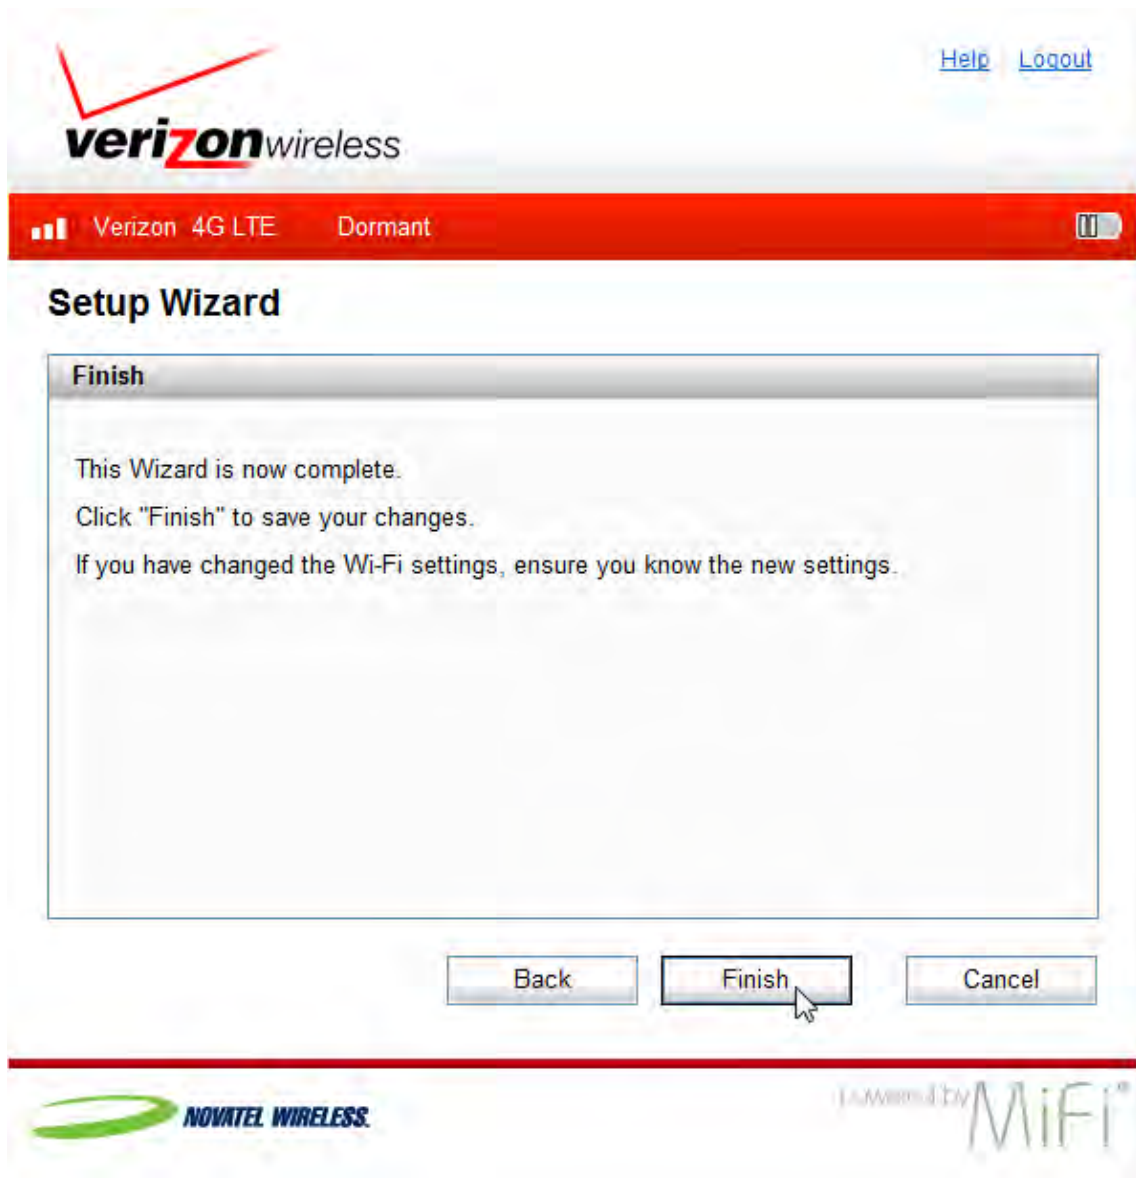 Help Logout
verizonwireless
Verizon 4G LTE Dormant
Setup Wizard
Finish
This Wizard is now complete.
Click "Finish" to save your changes.
If you have changed the Wi-Fi settings, ensure you know the new settings.
Back Finish Cancel
NOVATEL WIRELESS. powered by MiFi®